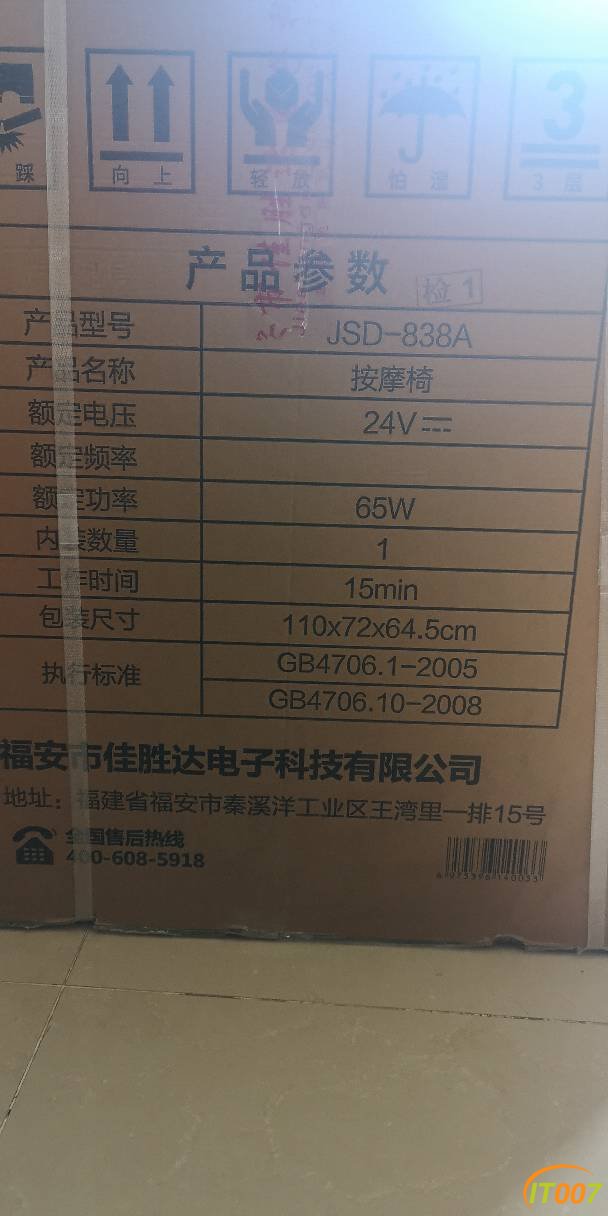 踩
向上
轻放
怕湿
3
3层
产品参数
检1
产品型号 JSD-838A
产品名称 按摩椅
额定电压 24V
额定频率
额定功率 65W
内装数量 1
工作时间 15min
包装尺寸 110x72x64.5cm
执行标准 GB4706.1-2005
GB4706.10-2008
福安市佳胜达电子科技有限公司
地址：福建省福安市秦溪洋工业区王湾里一排15号
全国售后热线
400-608-5918
IT007